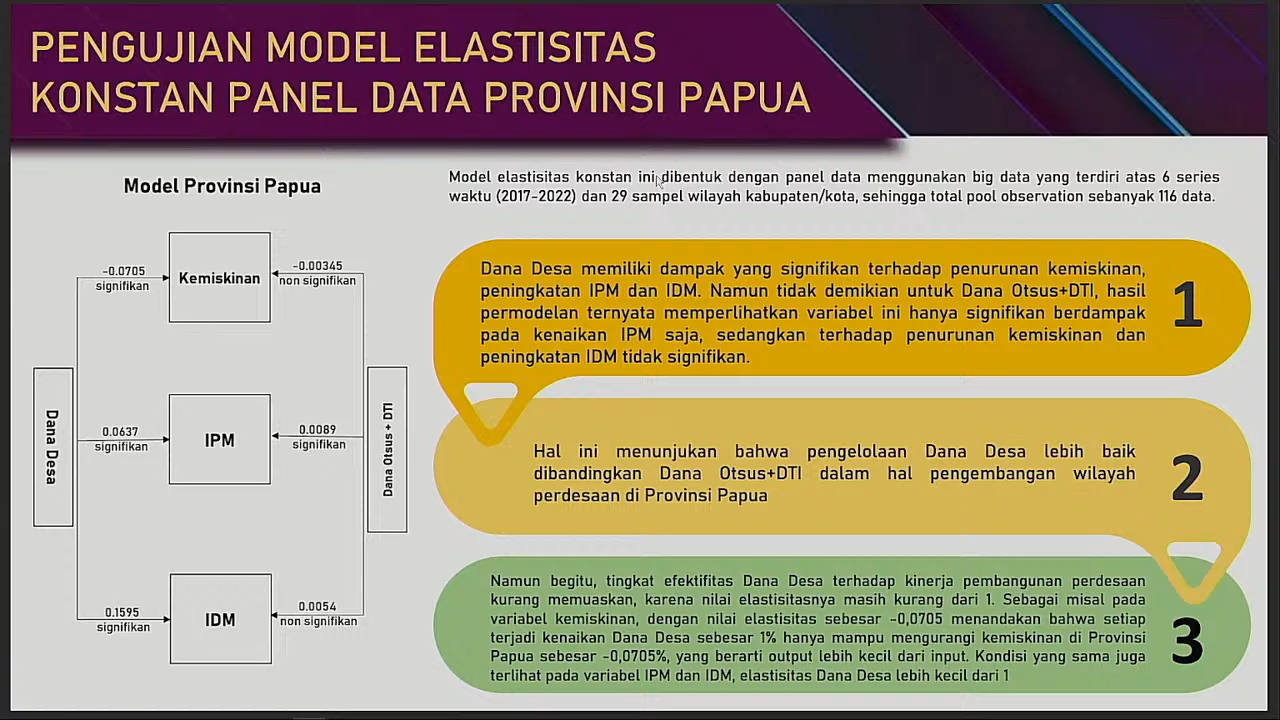 PENGUJIAN MODEL ELASTISITAS
KONSTAN PANEL DATA PROVINSI PAPUA
Model Provinsi Papua
Kemiskinan
-0.0705
signifikan
-0.00345
non signifikan
Dana Desa
Dana Otsus + DTI
IPM
0.0637
signifikan
0.0089
signifikan
IDM
0.1595
signifikan
0.0054
non signifikan
Model elastisitas konstan ini dibentuk dengan panel data menggunakan big data yang terdiri atas 6 series
waktu (2017-2022) dan 29 sampel wilayah kabupaten/kota, sehingga total pool observation sebanyak 116 data.
Dana Desa memiliki dampak yang signifikan terhadap penurunan kemiskinan,
peningkatan IPM dan IDM. Namun tidak demikian untuk Dana Otsus+DTI, hasil
permodelan ternyata memperlihatkan variabel ini hanya signifikan berdampak
pada kenaikan IPM saja, sedangkan terhadap penurunan kemiskinan dan
peningkatan IDM tidak signifikan.
1
Hal ini menunjukan bahwa pengelolaan Dana Desa lebih baik
dibandingkan Dana Otsus+DTI dalam hal pengembangan wilayah
perdesaan di Provinsi Papua
2
Namun begitu, tingkat efektifitas Dana Desa terhadap kinerja pembangunan perdesaan
kurang memuaskan, karena nilai elastisitasnya masih kurang dari 1. Sebagai misal pada
variabel kemiskinan, dengan nilai elastisitas sebesar -0,0705 menandakan bahwa setiap
terjadi kenaikan Dana Desa sebesar 1% hanya mampu mengurangi kemiskinan di Provinsi
Papua sebesar -0,0705%, yang berarti output lebih kecil dari input. Kondisi yang sama juga
terlihat pada variabel IPM dan IDM, elastisitas Dana Desa lebih kecil dari 1
3